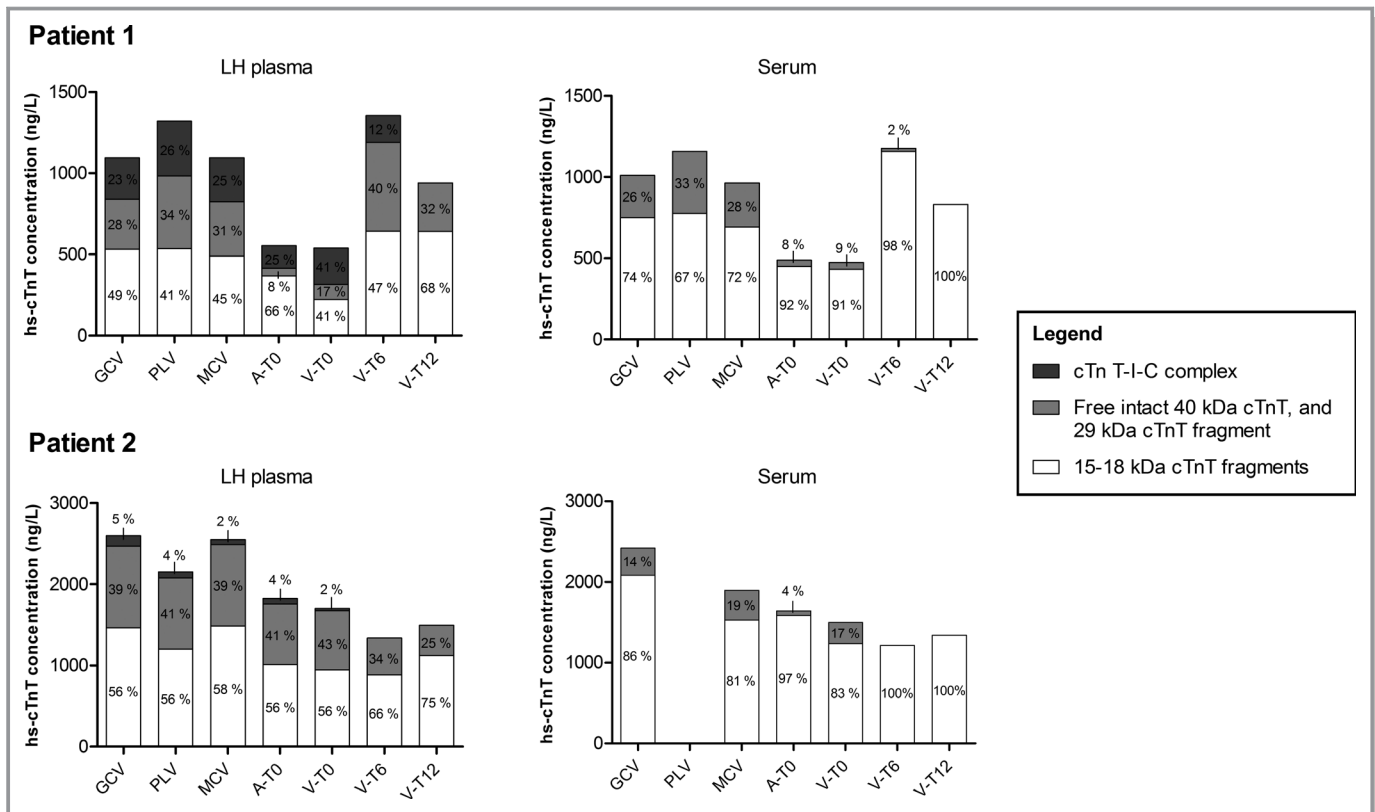 Patient 1
LH plasma
hs-cTnT concentration (ng/L)
1500
1000
500
0
23 %
28 %
49 %
26 %
34 %
41 %
25 %
31 %
45 %
25 %
8 %
66 %
41 %
17 %
41 %
12 %
40 %
47 %
32 %
68 %
GCV
PLV
MCV
A-T0
V-T0
V-T6
V-T12
Serum
hs-cTnT concentration (ng/L)
1500
1000
500
0
26 %
74 %
33 %
67 %
28 %
72 %
8 %
92 %
9 %
91 %
2 %
98 %
100%
GCV
PLV
MCV
A-T0
V-T0
V-T6
V-T12
Legend
cTn T-I-C complex
Free intact 40 kDa cTnT, and
29 kDa cTnT fragment
15-18 kDa cTnT fragments
Patient 2
LH plasma
hs-cTnT concentration (ng/L)
3000
2000
1000
0
5 %
39 %
56 %
4 %
41 %
56 %
2 %
39 %
58 %
4 %
41 %
56 %
2 %
43 %
56 %
34 %
66 %
25 %
75 %
GCV
PLV
MCV
A-T0
V-T0
V-T6
V-T12
Serum
hs-cTnT concentration (ng/L)
3000
2000
1000
0
14 %
86 %
19 %
81 %
4 %
97 %
17 %
83 %
100%
100%
GCV
PLV
MCV
A-T0
V-T0
V-T6
V-T12